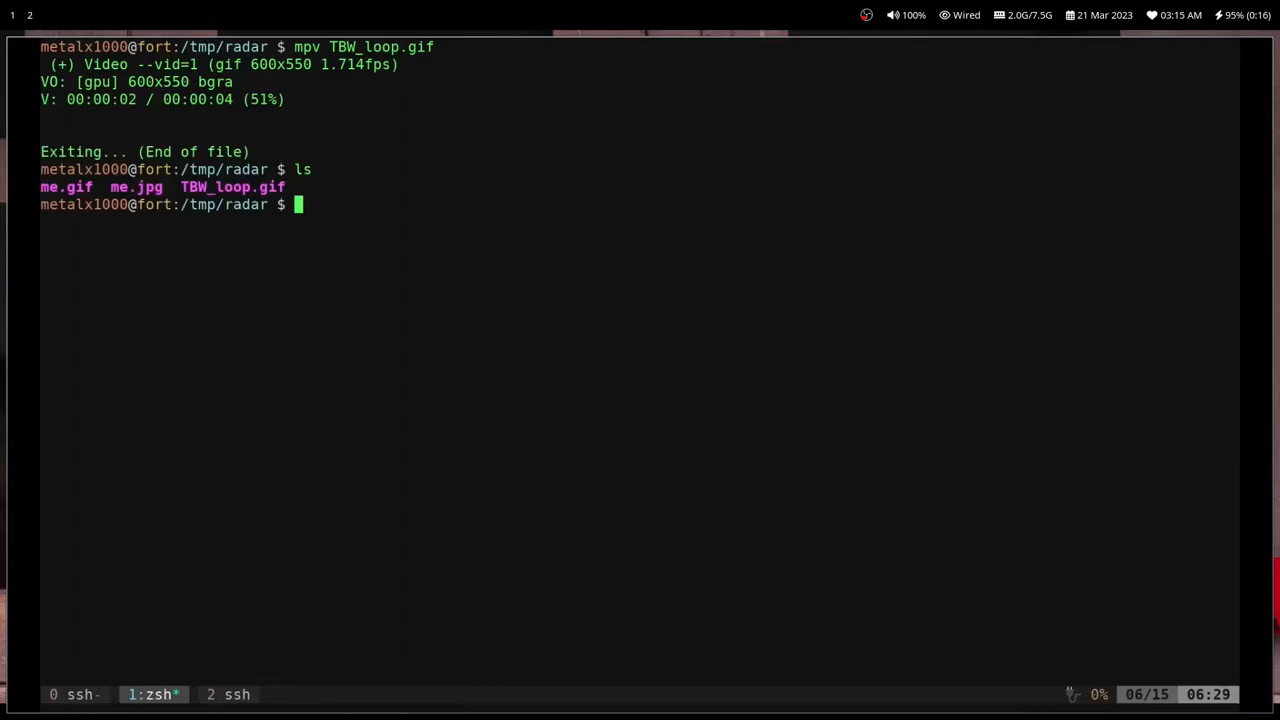 1 2 100% Wired 2.0G/7.5G 21 Mar 2023 03:15 AM 95% (0:16)
metalx1000@fort:/tmp/radar $ mpv TBW_loop.gif
(+) Video --vid=1 (gif 600x550 1.714fps)
VO: [gpu] 600x550 bgra
V: 00:00:02 / 00:00:04 (51%)
Exiting... (End of file)
metalx1000@fort:/tmp/radar $ ls
me.gif me.jpg TBW_loop.gif
metalx1000@fort:/tmp/radar $
0 ssh- 1:zsh* 2 ssh 0% 06/15 06:29